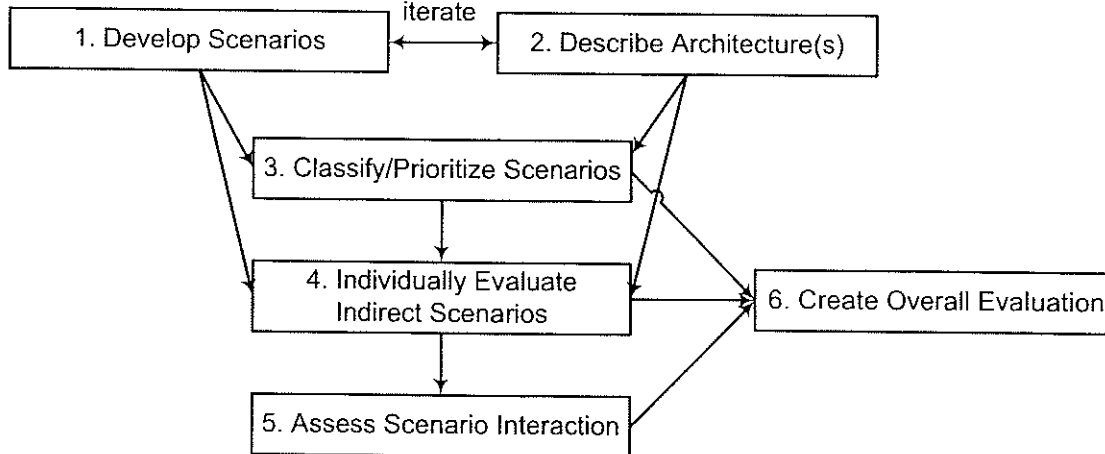 iterate
1. Develop Scenarios
2. Describe Architecture(s)
3. Classify/Prioritize Scenarios
4. Individually Evaluate
Indirect Scenarios
6. Create Overall Evaluation
5. Assess Scenario Interaction